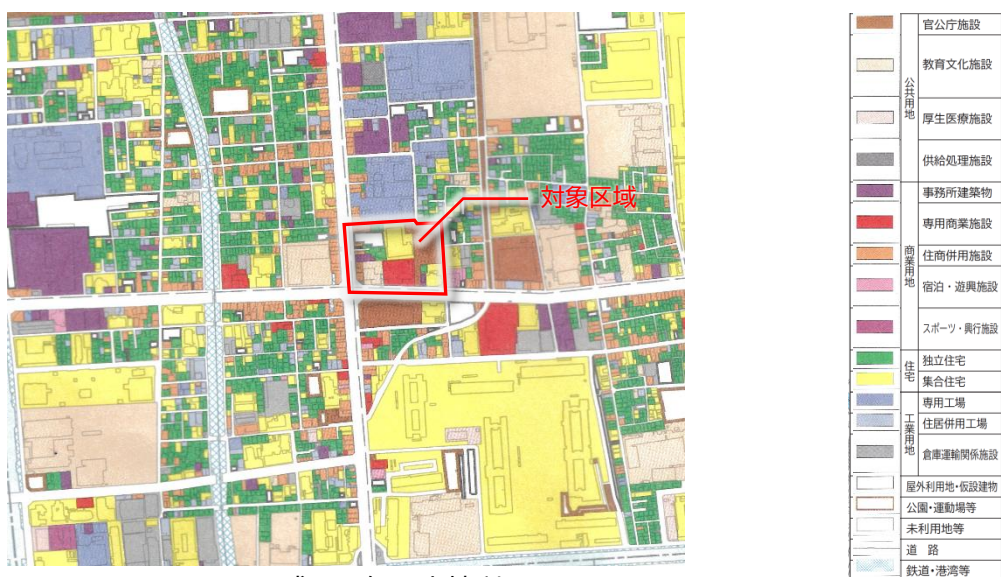 対象区域
官公庁施設
教育文化施設
公共用地
厚生医療施設
供給処理施設
事務所建築物
専用商業施設
商業用地
住商併用施設
宿泊・遊興施設
スポーツ・興行施設
住宅
独立住宅
集合住宅
専用工場
工業用地
住居併用工場
倉庫運輸関係施設
屋外利用地・仮設建物
公園・運動場等
未利用地等
道 路
鉄道・港湾等